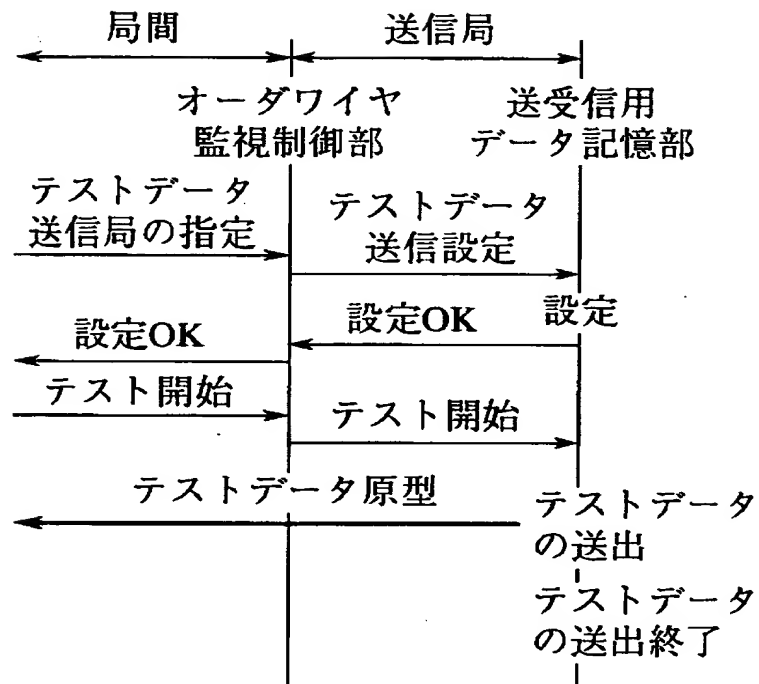 局間
送信局
オーダワイヤ
監視制御部
送受信用
データ記憶部
テストデータ
送信局の指定
テストデータ
送信設定
設定
設定OK
設定OK
テスト開始
テスト開始
テストデータ原型
テストデータ
の送出
テストデータ
の送出終了